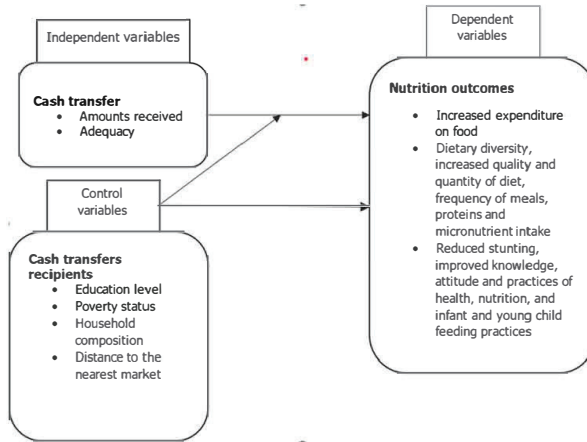 Independent variables
Cash transfer
• Amounts received
• Adequacy
Control
variables
Cash transfers
recipients
• Education level
• Poverty status
• Household
composition
• Distance to the
nearest market
Dependent
variables
Nutrition outcomes
• Increased expenditure
on food
• Dietary diversity,
increased quality and
quantity of diet,
frequency of meals,
proteins and
micronutrient intake
• Reduced stunting,
improved knowledge,
attitude and practices of
health, nutrition, and
infant and young child
feeding practices